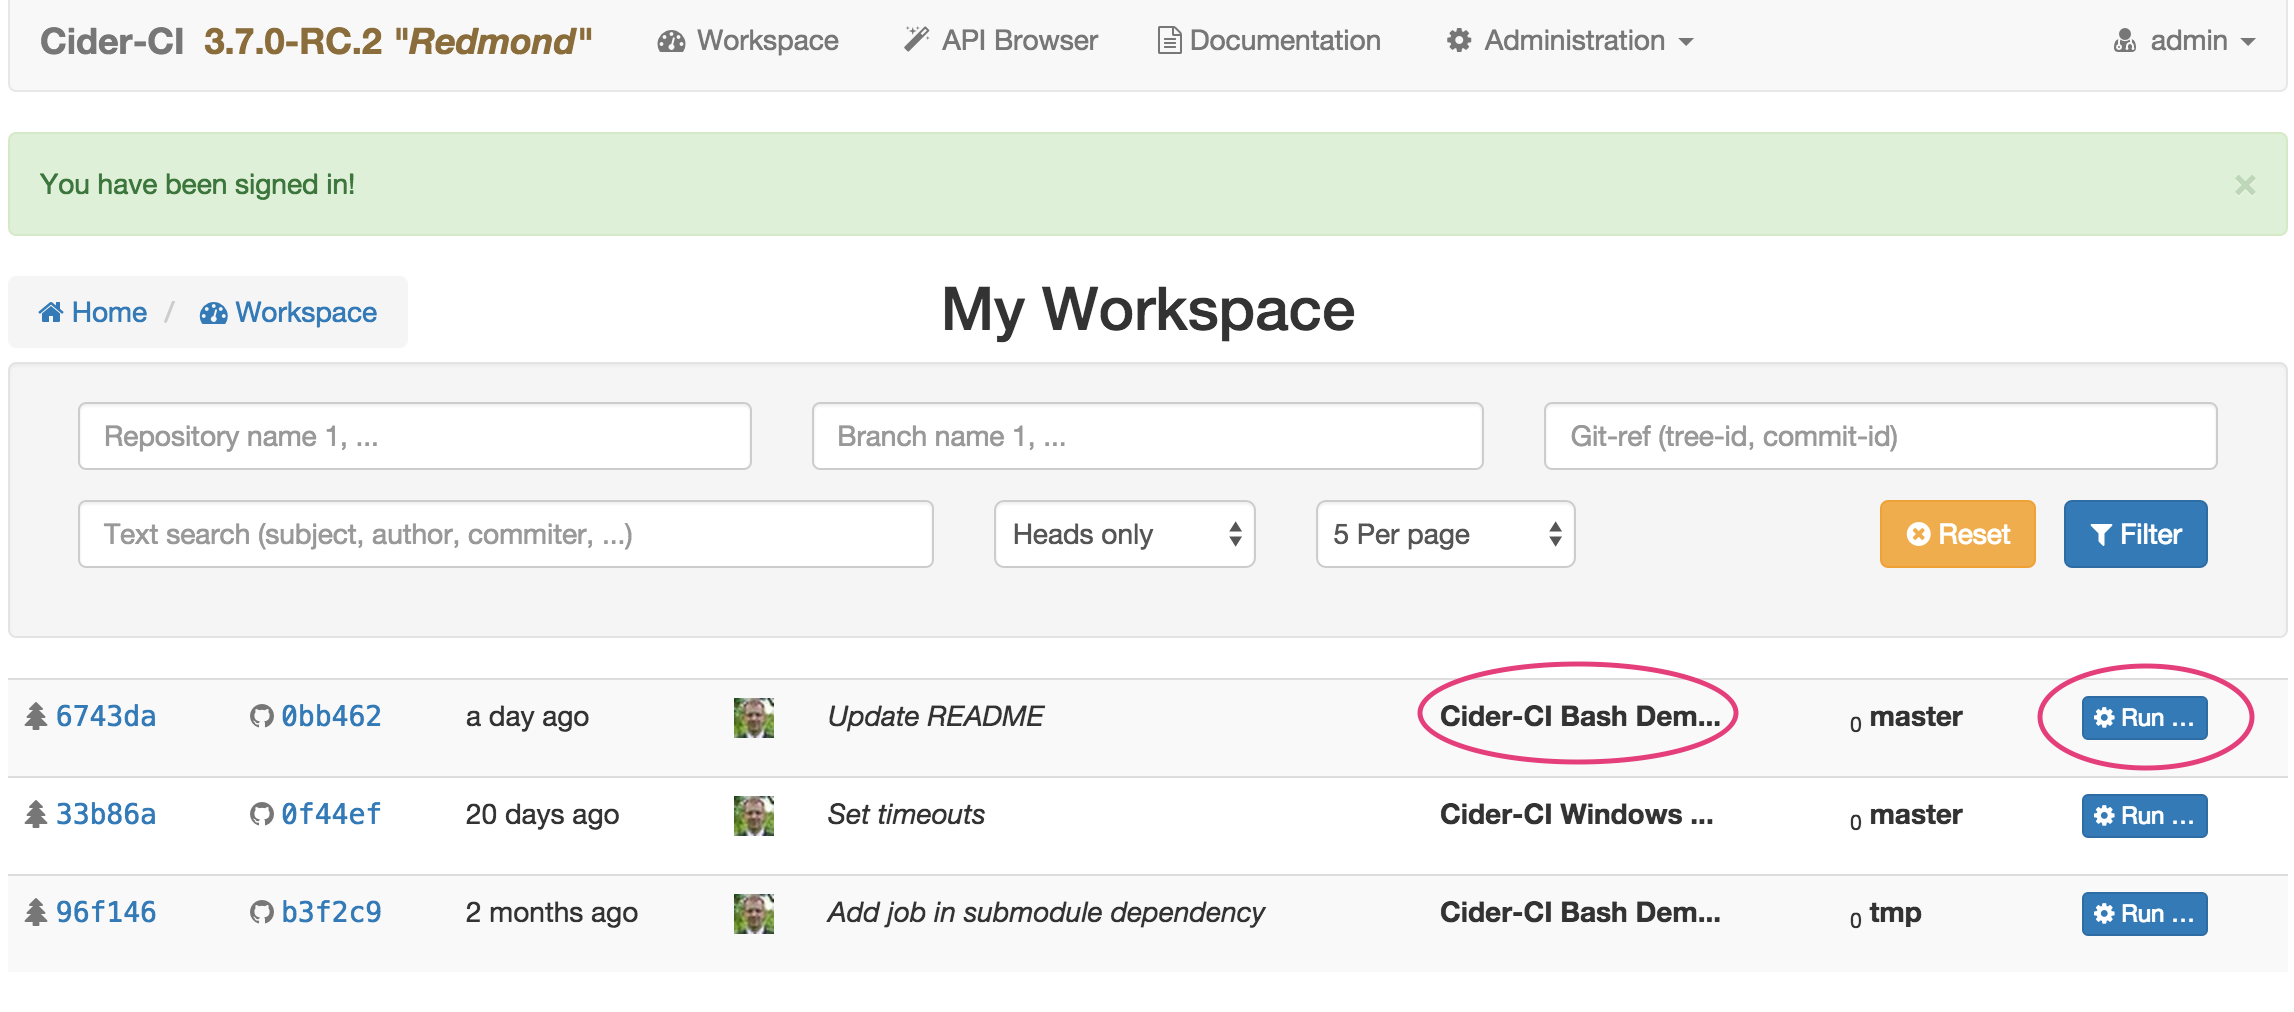 Cider-CI 3.7.0-RC.2 "Redmond" Workspace API Browser Documentation Administration admin
You have been signed in!
×
Home / Workspace
My Workspace
Repository name 1, ... Branch name 1, ... Git-ref (tree-id, commit-id)
Text search (subject, author, commiter, ...) Heads only 5 Per page Reset Filter
6743da 0bb462 a day ago Update README Cider-CI Bash Dem... 0 master Run ...
33b86a 0f44ef 20 days ago Set timeouts Cider-CI Windows ... 0 master Run ...
96f146 b3f2c9 2 months ago Add job in submodule dependency Cider-CI Bash Dem... 0 tmp Run ...